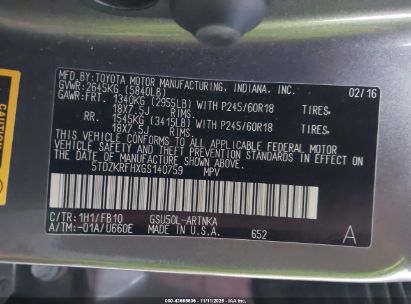 MFD. BY: TOYOTA MOTOR MANUFACTURING, INDIANA, INC.
GVWR: 2645KG (5840LB) 02/16
GAWR: FRT. 1340KG (2955LB) WITH P245/60R18 TIRES,
18X7.5J RIMS,
RR. 1545KG (3415LB) WITH P245/60R18 TIRES,
18X7.5J RIMS,
THIS VEHICLE CONFORMS TO ALL APPLICABLE FEDERAL MOTOR
VEHICLE SAFETY AND THEFT PREVENTION STANDARDS IN
EFFECT ON THE DATE OF MANUFACTURE SHOWN ABOVE.
5TDZKRFHXGS140759 MPV
C/TR: 1H1/FB10 GSU50L-ARTNKA
A/TM: -01A/U660E MADE IN U.S.A. 652 A
CAUTION